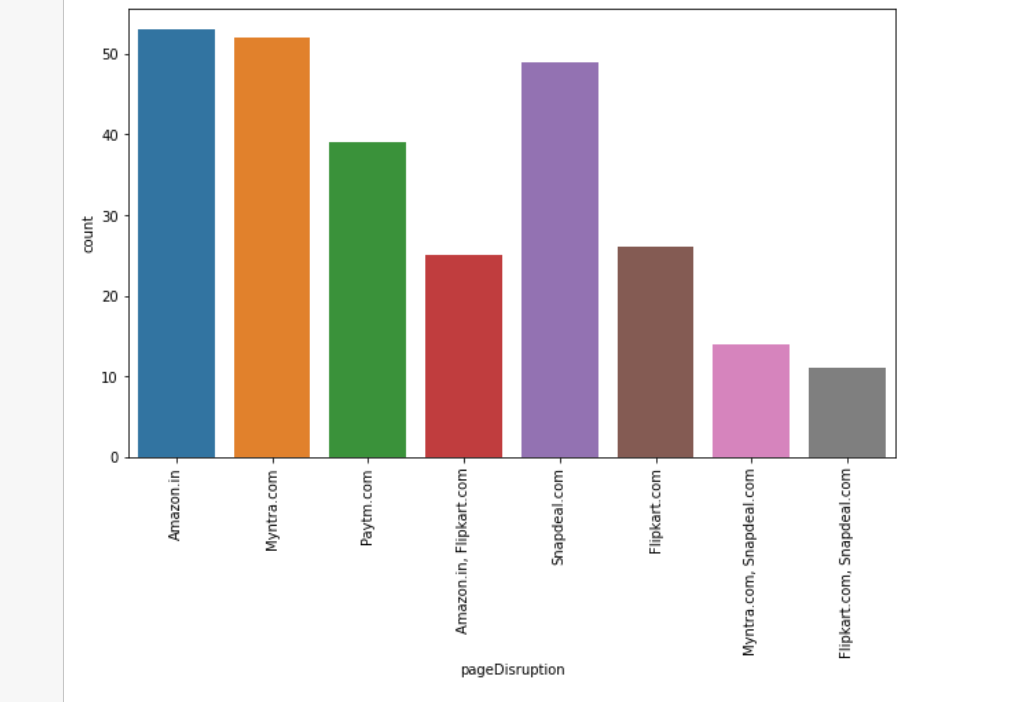 50
40
30
20
10
0
count
Amazon.in
Myntra.com
Paytm.com
Amazon.in, Flipkart.com
Snapdeal.com
Flipkart.com
Myntra.com, Snapdeal.com
Flipkart.com, Snapdeal.com
pageDisruption